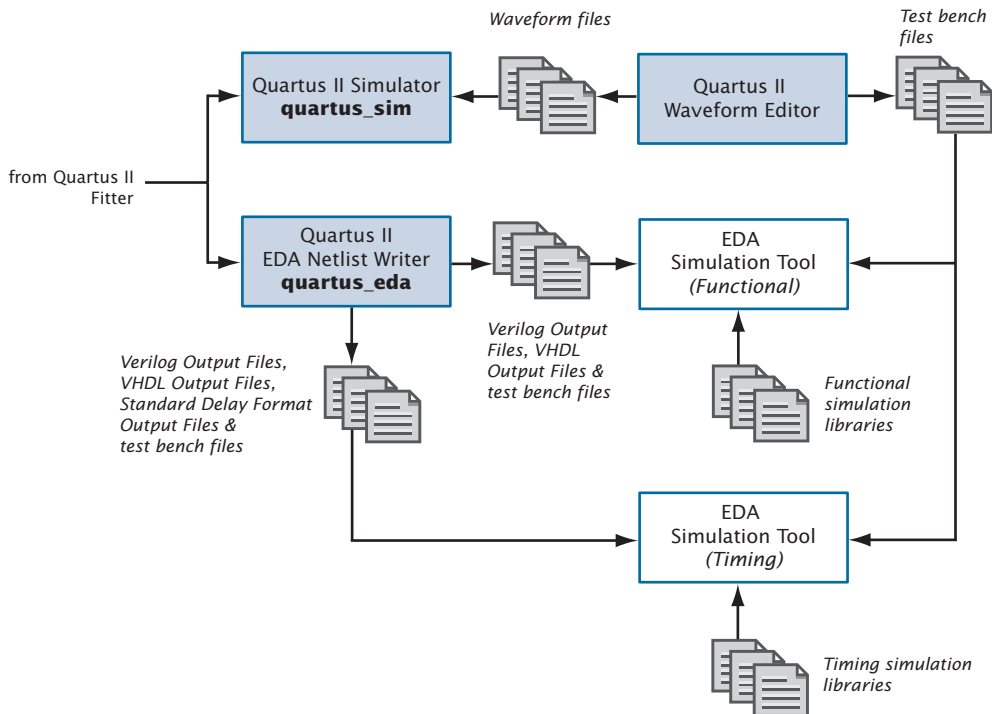 Waveform files
Test bench
files
Quartus II Simulator
quartus_sim
Quartus II
Waveform Editor
from Quartus II
Fitter
Quartus II
EDA Netlist Writer
quartus_eda
EDA
Simulation Tool
(Functional)
Verilog Output Files,
VHDL Output Files,
Standard Delay Format
Output Files &
test bench files
Verilog Output
Files, VHDL
Output Files &
test bench files
Functional
simulation
libraries
EDA
Simulation Tool
(Timing)
Timing simulation
libraries